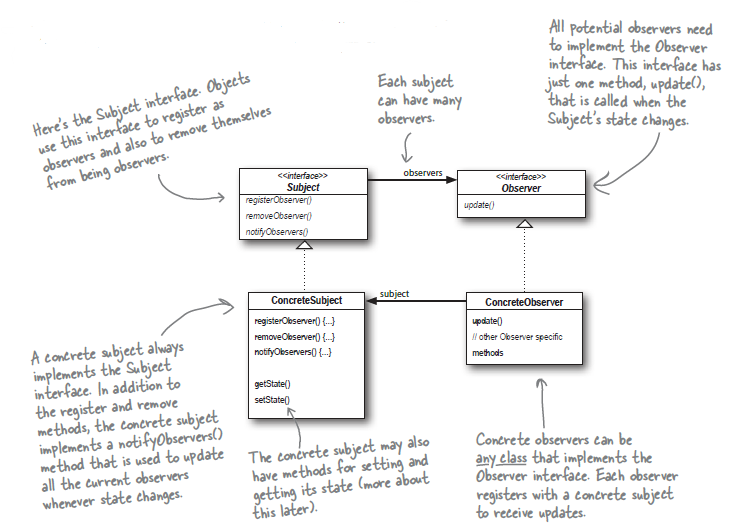 All potential observers need
to implement the Observer
interface. This interface has
just one method, update(),
that is called when the
Subject's state changes.
Each subject
can have many
observers.
Here's the Subject interface. Objects
use this interface to register as
observers and also to remove themselves
from being observers.
<<interface>>
Subject
registerObserver()
removeObserver()
notifyObservers()
observers
<<interface>>
Observer
update()
ConcreteSubject
registerObserver() {...}
removeObserver() {...}
notifyObservers() {...}
getState()
setState()
subject
ConcreteObserver
update()
// other Observer specific
methods
A concrete subject always
implements the Subject
interface. In addition to
the register and remove
methods, the concrete subject
implements a notifyObservers()
method that is used to update
all the current observers
whenever state changes.
The concrete subject may also
have methods for setting and
getting its state (more about
this later).
Concrete observers can be
any class that implements the
Observer interface. Each observer
registers with a concrete subject
to receive updates.